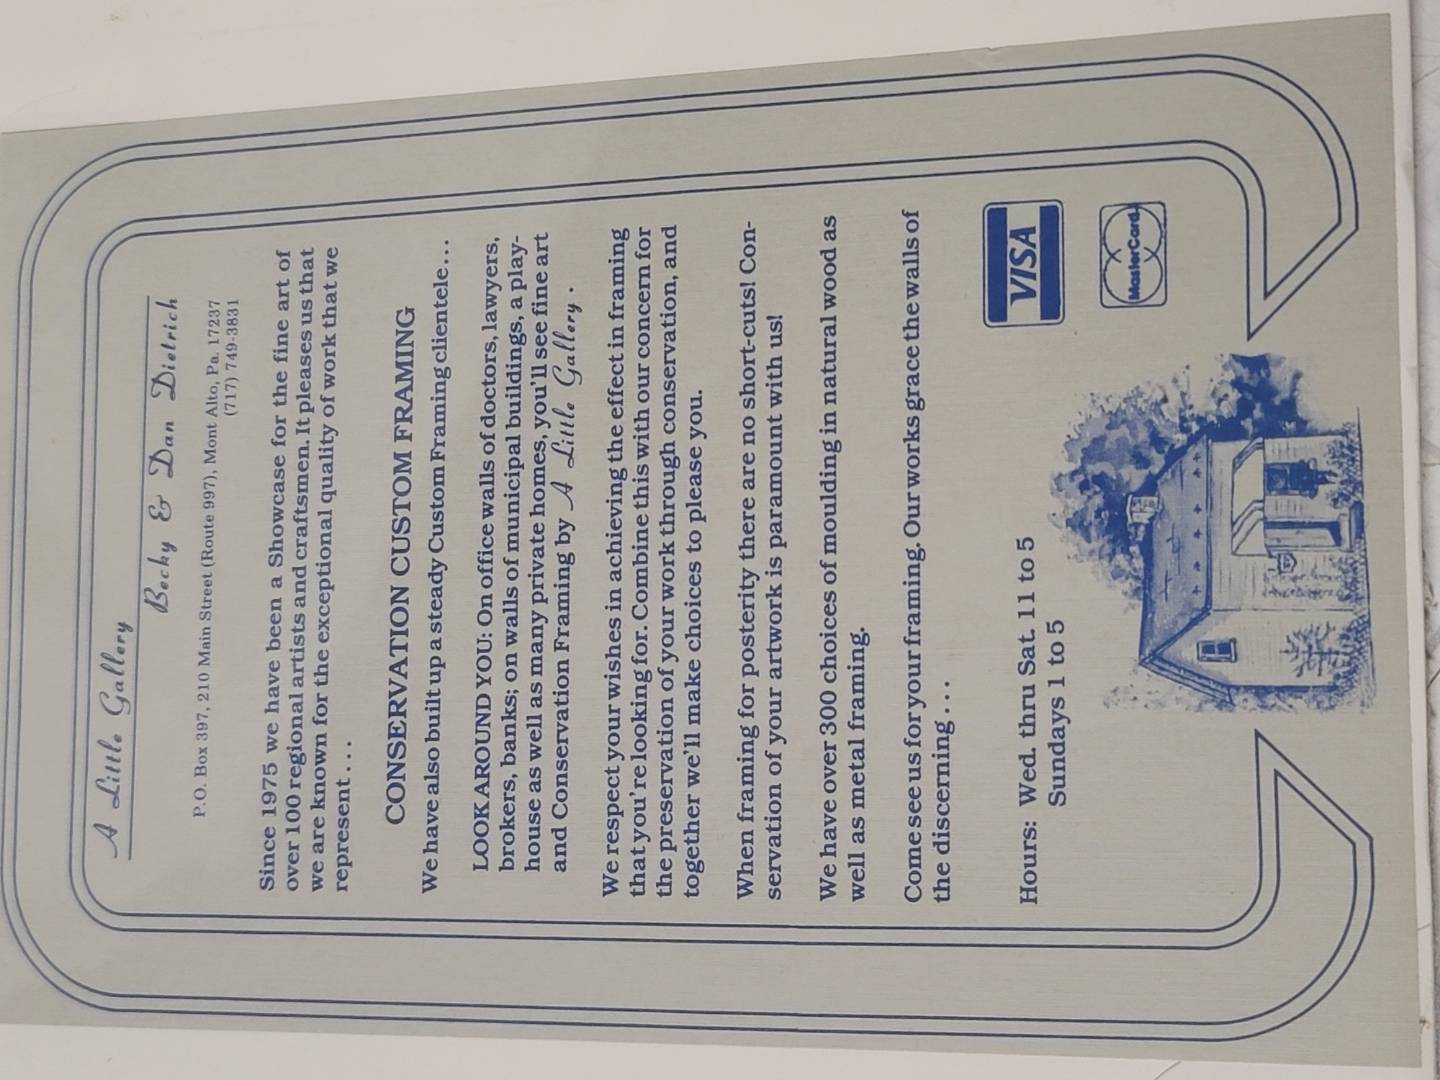 A Little Gallery
Becky & Dan Dietrich
P.O. Box 397, 210 Main Street (Route 997), Mont Alto, Pa. 17237
(717) 749-3831
Since 1975 we have been a Showcase for the fine art of
over 100 regional artists and craftsmen. It pleases us that
we are known for the exceptional quality of work that we
represent . . . .
CONSERVATION CUSTOM FRAMING
We have also built up a steady Custom Framing clientele . . .
LOOK AROUND YOU: On office walls of doctors, lawyers,
brokers, banks; on walls of municipal buildings, a play-
house as well as many private homes, you'll see fine art
and Conservation Framing by A Little Gallery.
We respect your wishes in achieving the effect in framing
that you're looking for. Combine this with our concern for
the preservation of your work through conservation, and
together we'll make choices to please you.
When framing for posterity there are no short-cuts! Con-
servation of your artwork is paramount with us!
We have over 300 choices of moulding in natural wood as
well as metal framing.
Come see us for your framing. Our works grace the walls of
the discerning . . . .
Hours: Wed. thru Sat. 11 to 5
Sundays 1 to 5
VISA
MasterCard